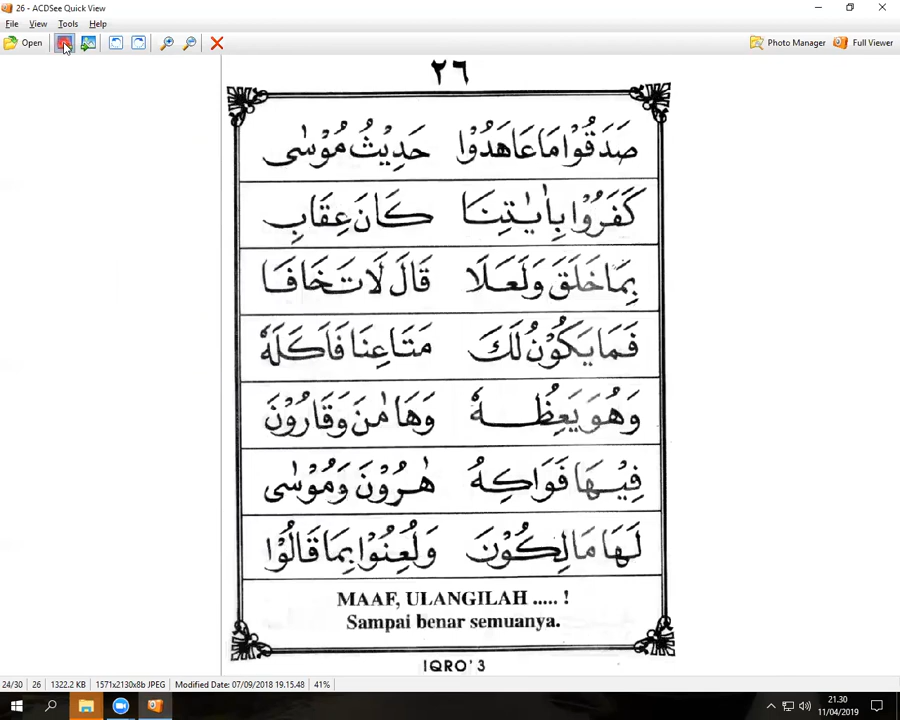 26 - ACDSee Quick View
File View Tools Help
Open Photo Manager Full Viewer
٢٦
صَدَقُوْا مَا عَاهَدُوْا حَدِيْثُ مُوْسٰى
كَفَرُوْا بِاٰيٰتِنَا كَانَ عِقَابِ
بِمَا خَلَقَ وَلَعَلَا قَالَ لَا تَخَافَا
فَمَا يَكُوْنُ لَكَ مَتَاعِنَا فَاَكَلَهٗ
وَهُوَ يَعِظُهٗ وَهَا مٰنَ وَقَارُوْنَ
فِيْهَا فَوَاكِهُ هٰرُوْنَ وَمُوْسٰى
لَهَا مَالِكُوْنَ وَلُعِنُوْا بِمَا قَالُوْا
MAAF, ULANGILAH ..... !
Sampai benar semuanya.
IQRO' 3
24/30 26 1322.2 KB 1571x2130x8b JPEG Modified Date: 07/09/2018 19.15.48 41%
21.30
11/04/2019